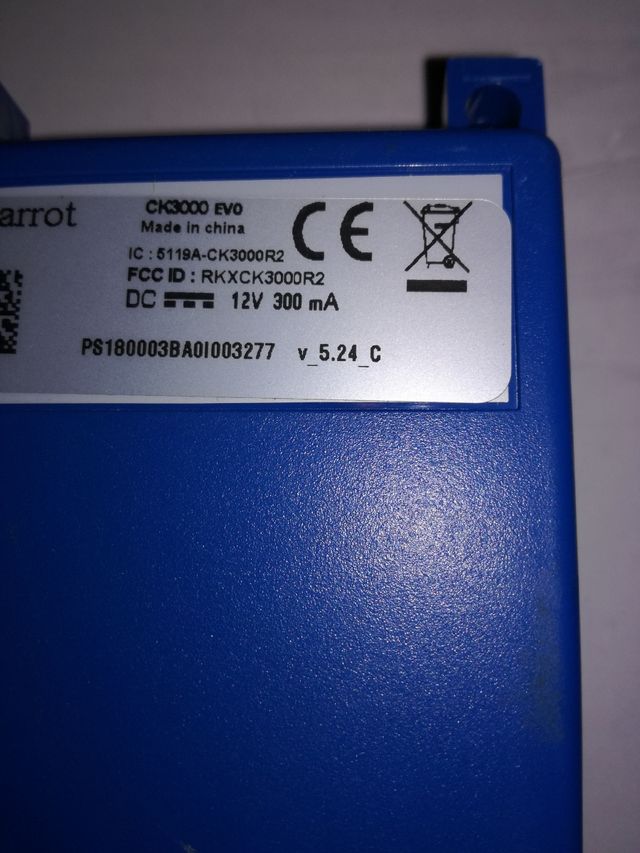 arrot
CK3000 EVO
Made in china
IC : 5119A-CK3000R2
FCC ID : RKXCK3000R2
DC 12V 300 mA
PS180003BA0I003277 v_5.24_C
CE